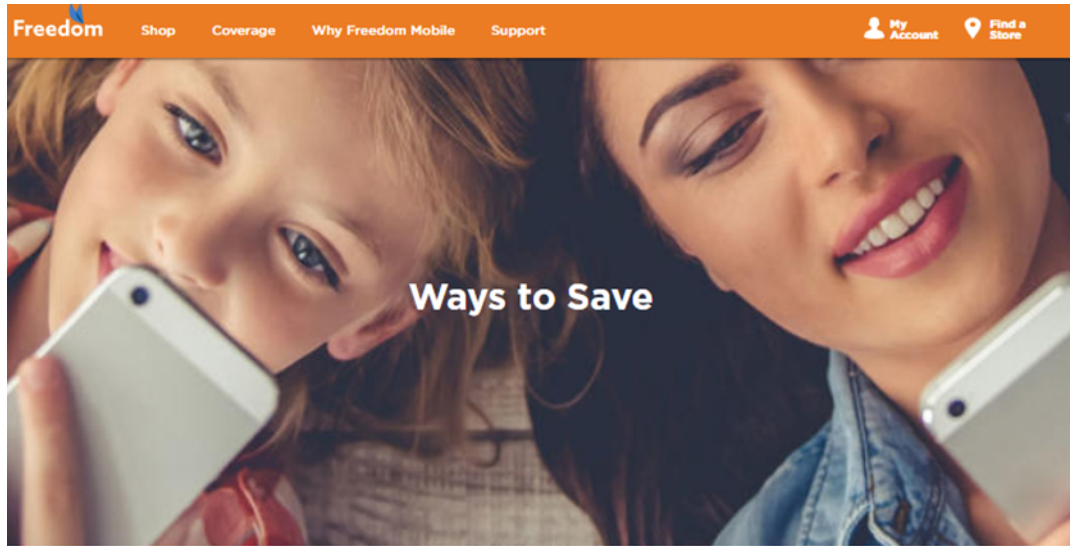 Freedom
Shop
Coverage
Why Freedom Mobile
Support
My
Account
Find a
Store
Ways to Save